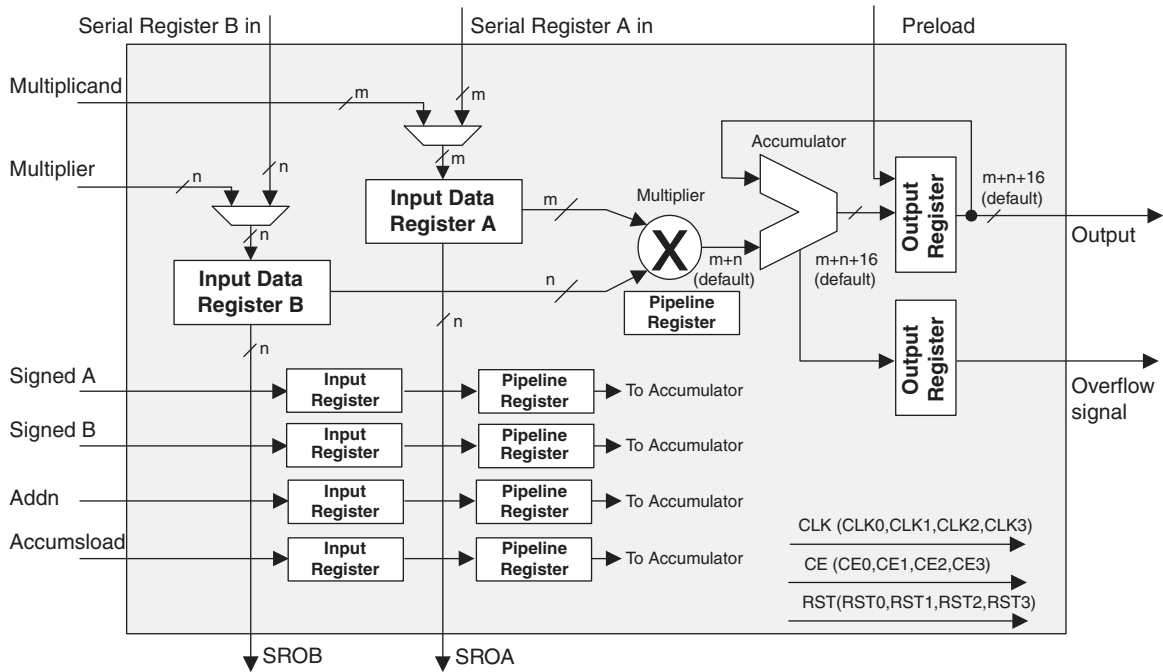 Serial Register B in
Serial Register A in
Preload
Multiplicand
m
m
Accumulator
Multiplier
n
n
m
Input Data
Register A
m
Multiplier
X
m+n
(default)
m+n+16
(default)
Output
Register
m+n+16
(default)
Output
n
Input Data
Register B
n
Pipeline
Register
n
n
Output
Register
Overflow
signal
Signed A
Input
Register
Pipeline
Register
To Accumulator
Signed B
Input
Register
Pipeline
Register
To Accumulator
Addn
Input
Register
Pipeline
Register
To Accumulator
Accumsload
Input
Register
Pipeline
Register
To Accumulator
CLK (CLK0,CLK1,CLK2,CLK3)
CE (CE0,CE1,CE2,CE3)
RST(RST0,RST1,RST2,RST3)
SROB
SROA